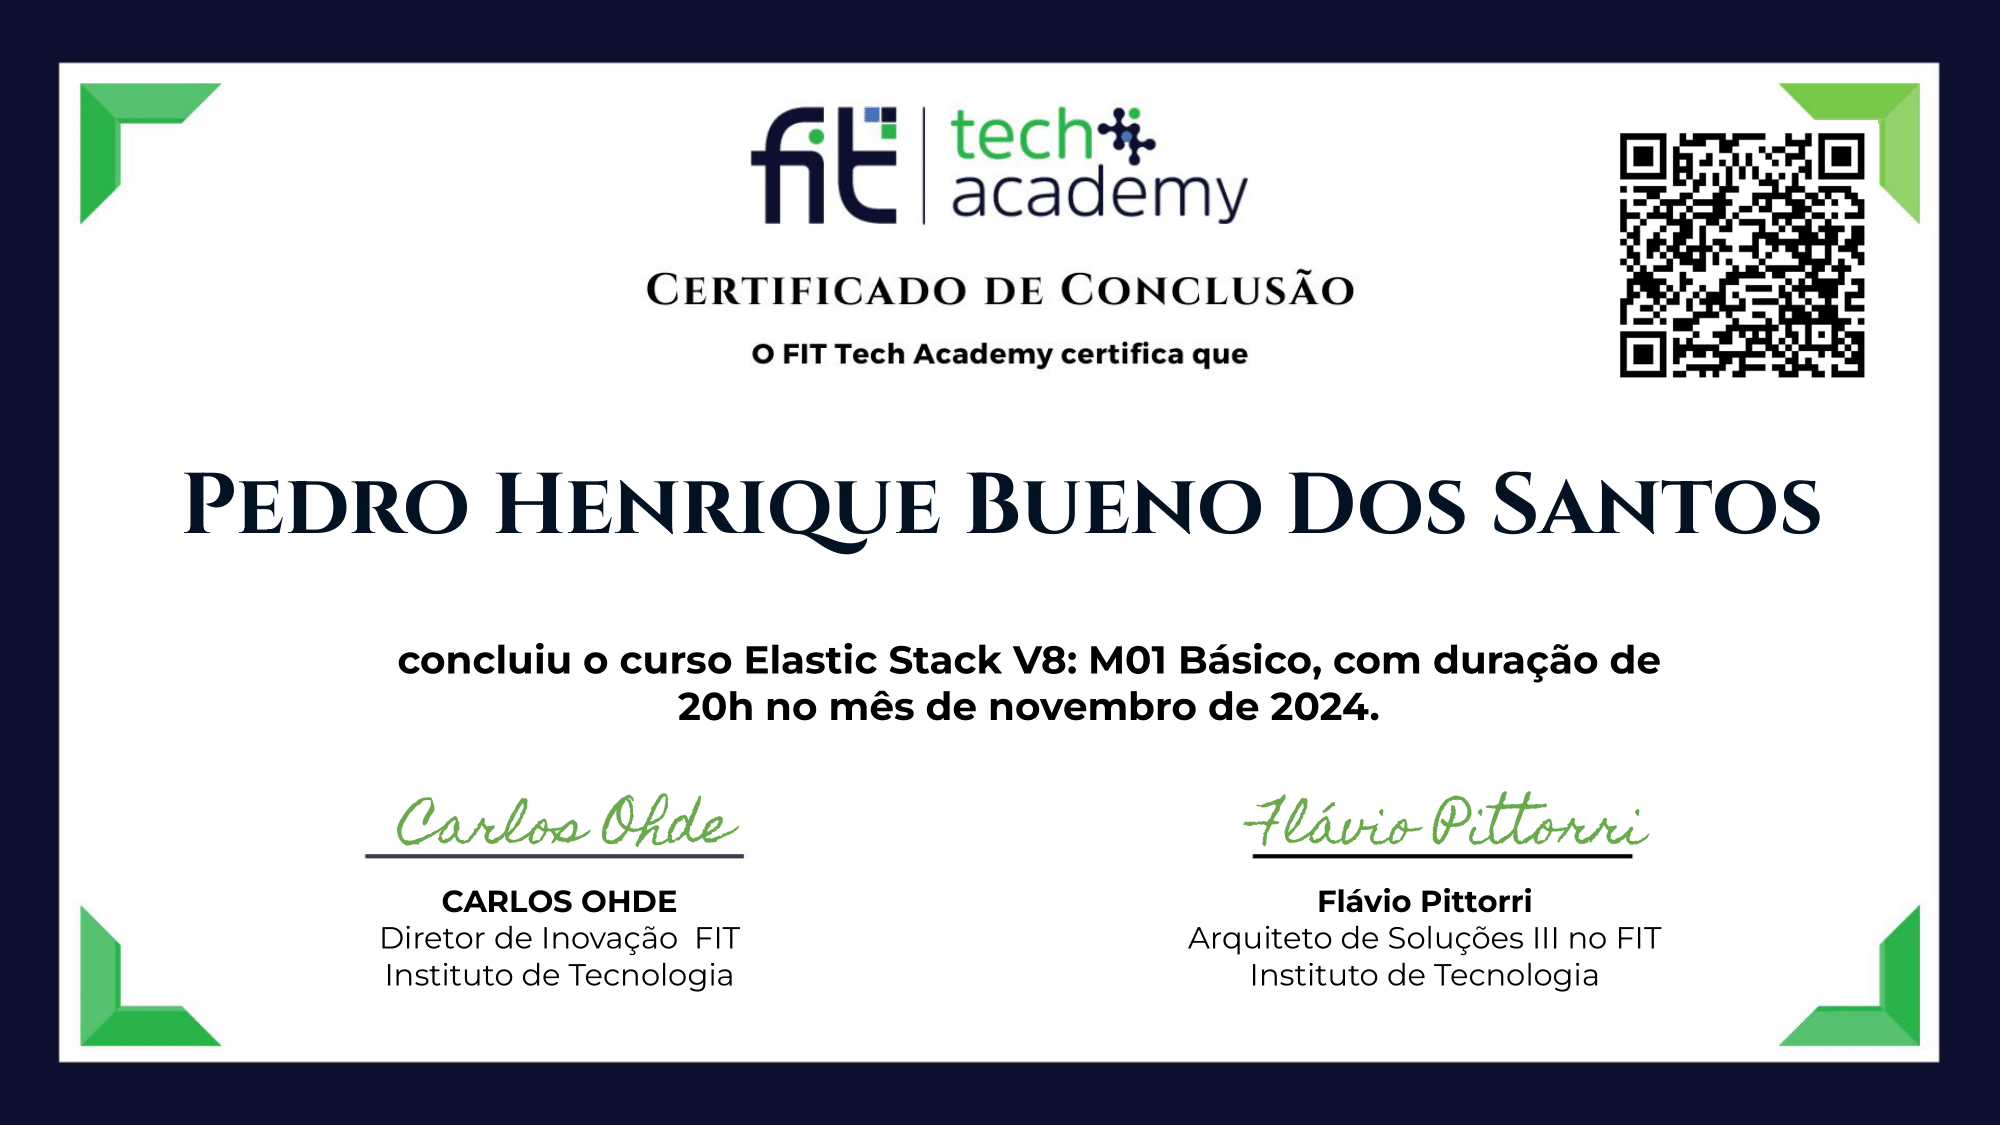 fit tech
academy
Certificado de Conclusão
O FIT Tech Academy certifica que
Pedro Henrique Bueno Dos Santos
concluiu o curso Elastic Stack V8: M01 Básico, com duração de
20h no mês de novembro de 2024.
Carlos Ohde
CARLOS OHDE
Diretor de Inovação  FIT
Instituto de Tecnologia
Flávio Pittorri
Flávio Pittorri
Arquiteto de Soluções III no FIT
Instituto de Tecnologia